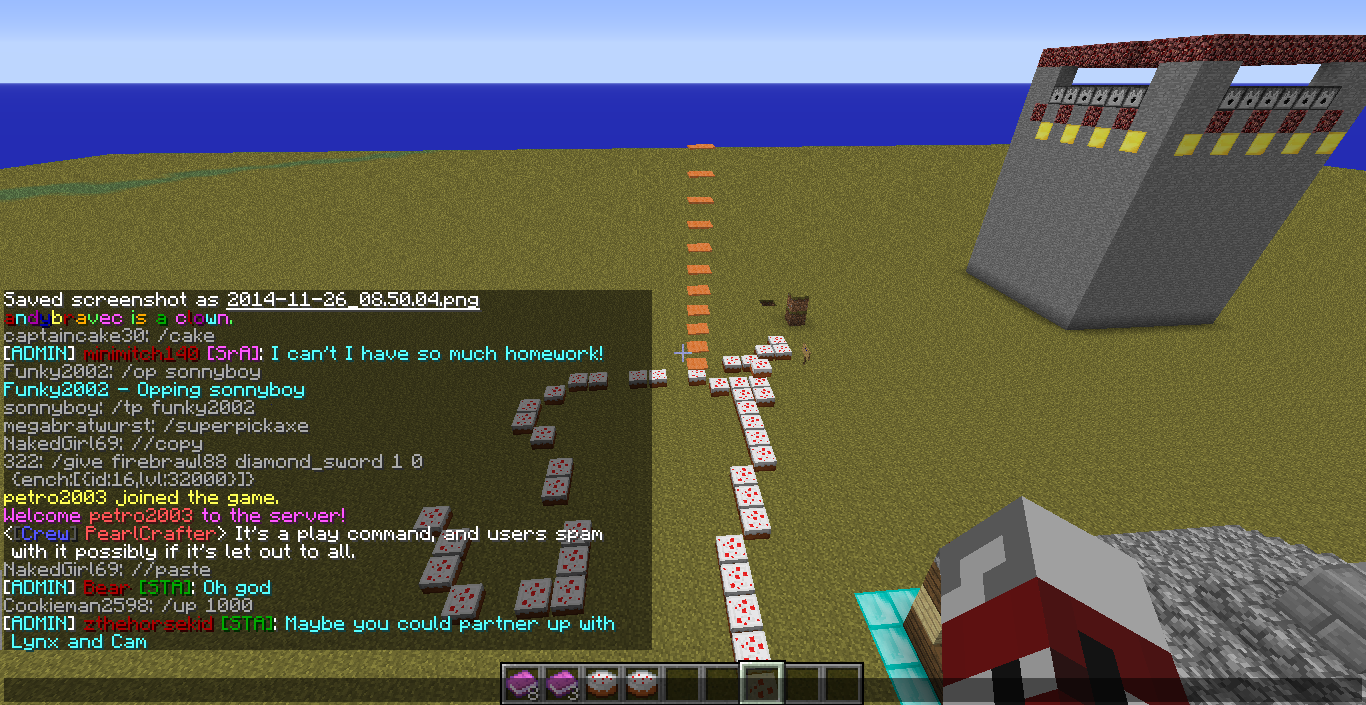 Saved screenshot as 2014-11-26_08.50.04.png
andybravec is a clown.
captaincake30: /cake
[ADMIN] minimitch140 [SrA]: I can't I have so much homework!
Funky2002: /op sonnyboy
Funky2002 - Opping sonnyboy
sonnyboy: /tp funky2002
megabratwurst: /superpickaxe
NakedGirl69: //copy
322: /give firebrawl88 diamond_sword 1 0
{ench:[{id:16,lvl:32000}]}
petro2003 joined the game.
Welcome petro2003 to the server!
<[Crew] PearlCrafter> It's a play command, and users spam
with it possibly if it's let out to all.
NakedGirl69: //paste
[ADMIN] Bear [STA]: Oh god
Cookieman2598: /up 1000
[ADMIN] zthehorsekid [STA]: Maybe you could partner up with
Lynx and Cam
8 3